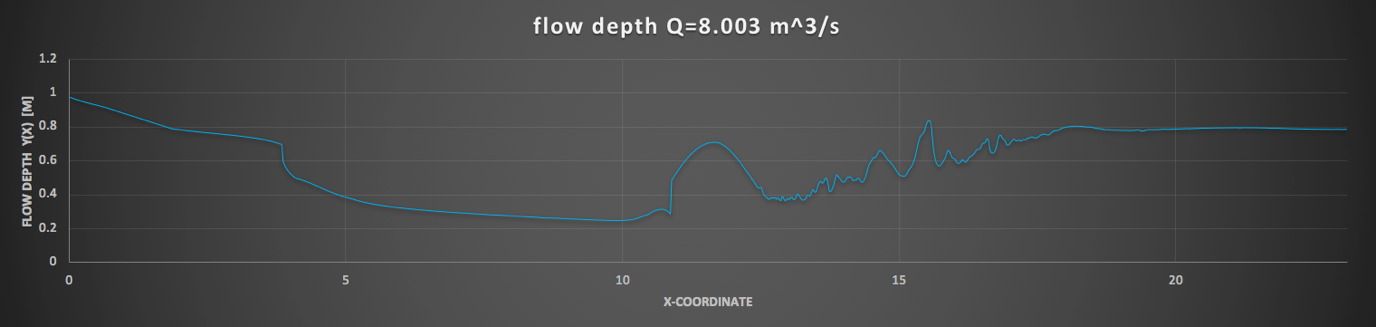 flow depth Q=8.003 m^3/s
1.2
1
0.8
0.6
0.4
0.2
0
FLOW DEPTH Y(X) [M]
0 5 10 15 20
X-COORDINATE